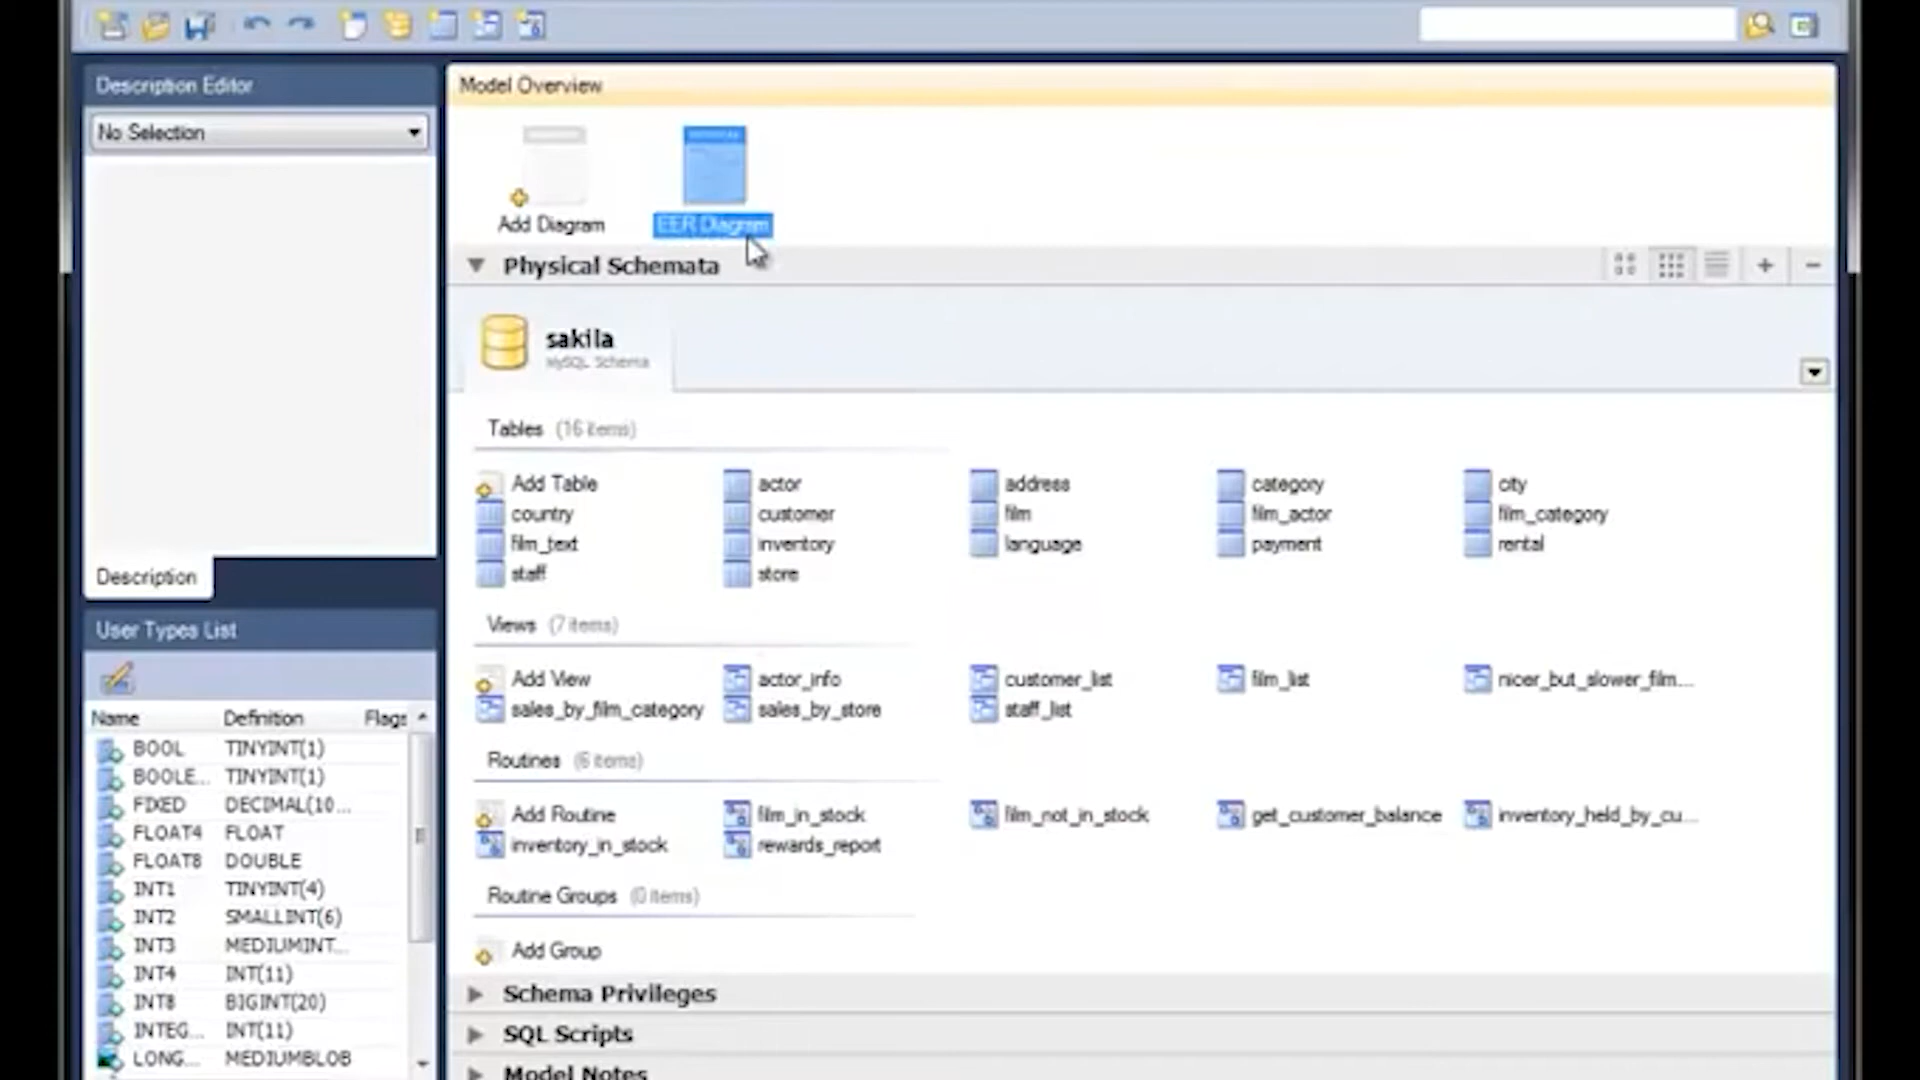 Description Editor
No Selection
Description
User Types List
Name Definition Flags
BOOL TINYINT(1)
BOOLE... TINYINT(1)
FIXED DECIMAL(10...
FLOAT4 FLOAT
FLOAT8 DOUBLE
INT1 TINYINT(4)
INT2 SMALLINT(6)
INT3 MEDIUMINT...
INT4 INT(11)
INT8 BIGINT(20)
INTEG... INT(11)
LONG... MEDIUMBLOB
Model Overview
Add Diagram EER Diagram
Physical Schemata
sakila
MySQL Schema
Tables (16 items)
Add Table actor address category city
country customer film film_actor film_category
film_text inventory language payment rental
staff store
Views (7 items)
Add View actor_info customer_list film_list nicer_but_slower_film...
sales_by_film_category sales_by_store staff_list
Routines (6 items)
Add Routine film_in_stock film_not_in_stock get_customer_balance inventory_held_by_cu...
inventory_in_stock rewards_report
Routine Groups (0 items)
Add Group
Schema Privileges
SQL Scripts
Model Notes